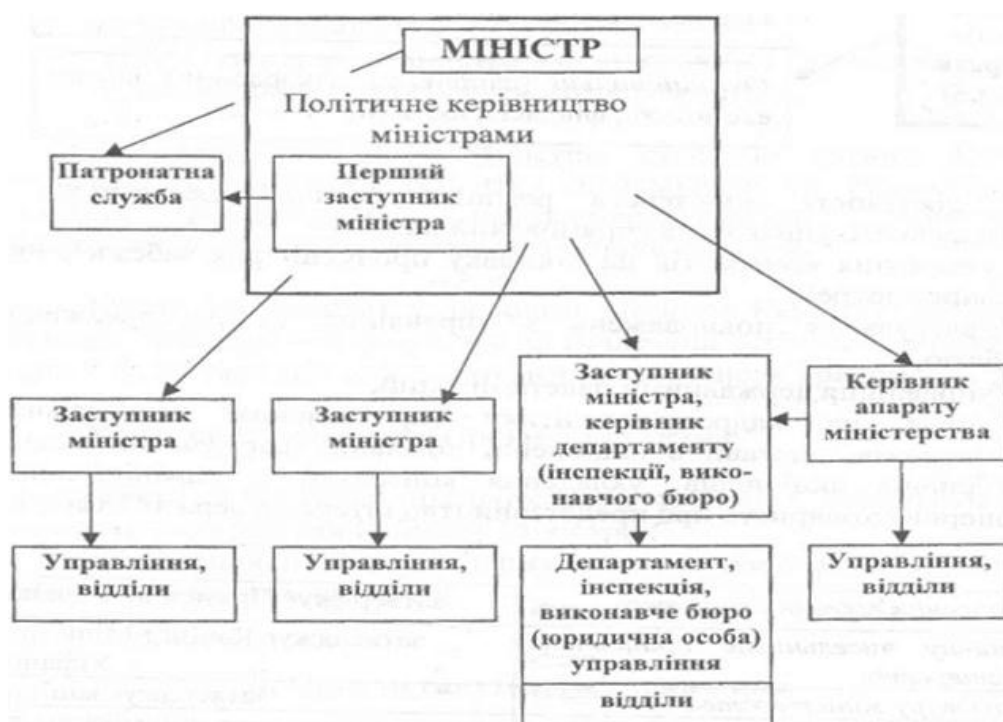 МІНІСТР
Політичне керівництво
міністрами
Патронатна
служба
Перший
заступник
міністра
Заступник
міністра
Заступник
міністра
Заступник
міністра,
керівник
департаменту
(інспекції, вико-
навчого бюро)
Керівник
апарату
міністерства
Управління,
відділи
Управління,
відділи
Департамент,
інспекція,
виконавче бюро
(юридична особа)
управління
відділи
Управління,
відділи